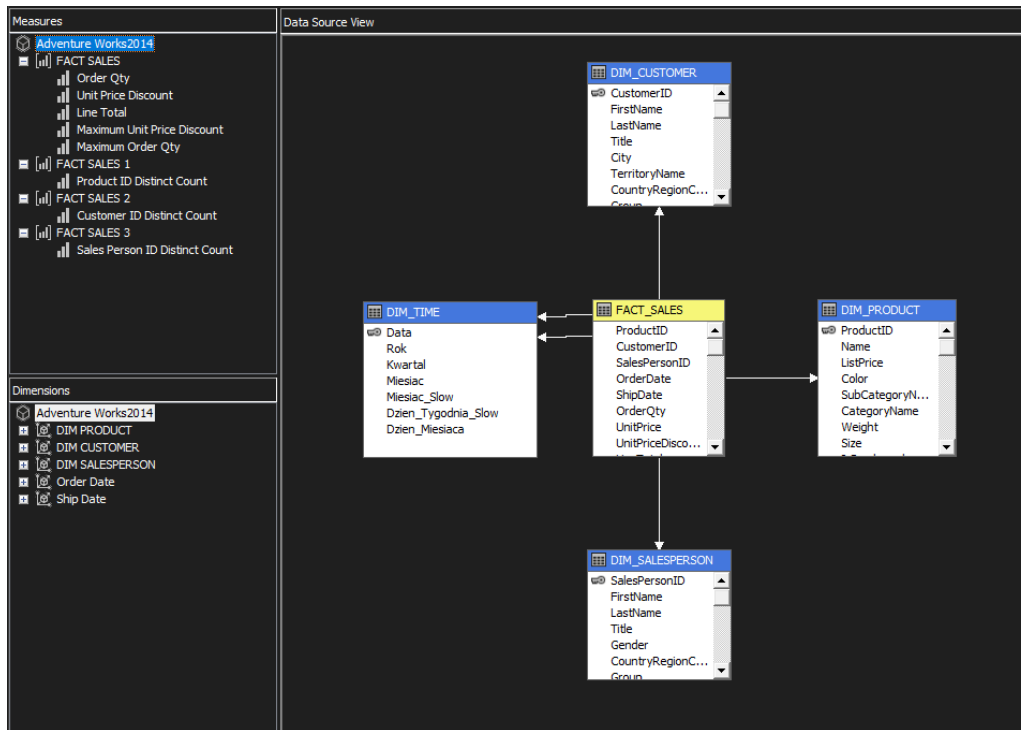 Measures
Adventure Works2014
FACT SALES
Order Qty
Unit Price Discount
Line Total
Maximum Unit Price Discount
Maximum Order Qty
FACT SALES 1
Product ID Distinct Count
FACT SALES 2
Customer ID Distinct Count
FACT SALES 3
Sales Person ID Distinct Count
Dimensions
Adventure Works2014
DIM PRODUCT
DIM CUSTOMER
DIM SALESPERSON
Order Date
Ship Date
Data Source View
DIM_CUSTOMER
CustomerID
FirstName
LastName
Title
City
TerritoryName
CountryRegionC...
Group
DIM_TIME
Data
Rok
Kwartal
Miesiac
Miesiac_Slow
Dzien_Tygodnia_Slow
Dzien_Miesiaca
FACT_SALES
ProductID
CustomerID
SalesPersonID
OrderDate
ShipDate
OrderQty
UnitPrice
UnitPriceDisco...
DIM_PRODUCT
ProductID
Name
ListPrice
Color
SubCategoryN...
CategoryName
Weight
Size
DIM_SALESPERSON
SalesPersonID
FirstName
LastName
Title
Gender
CountryRegionC...
Group